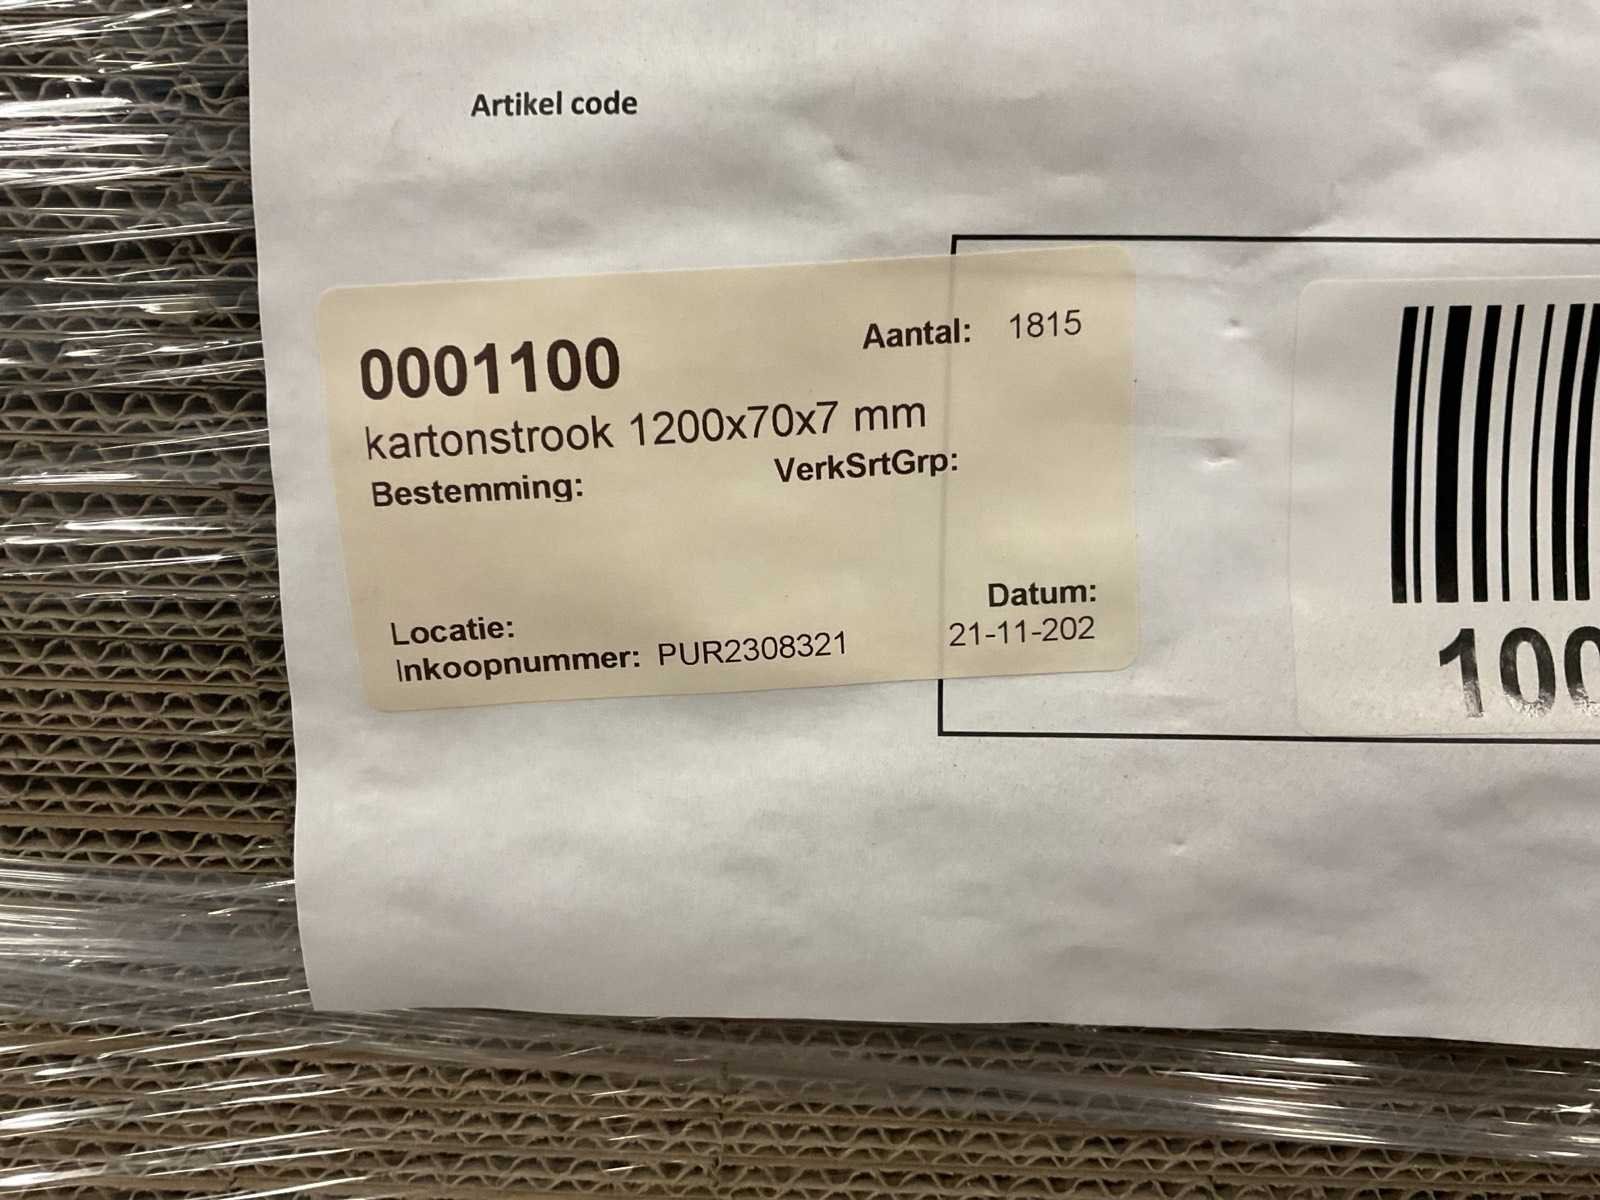 Artikel code
0001100
Aantal: 1815
kartonstrook 1200x70x7 mm
Bestemming:
VerkSrtGrp:
Datum:
Locatie:
21-11-202
Inkoopnummer: PUR2308321
100